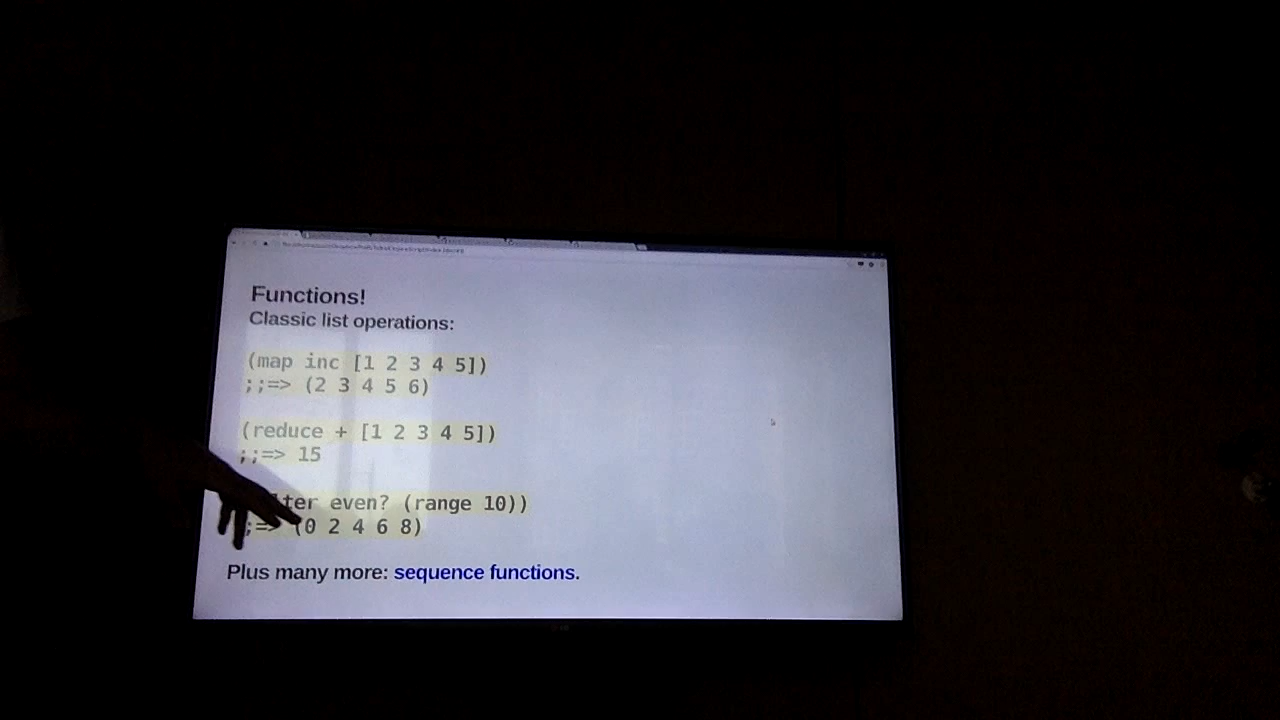 Functions!
Classic list operations:
(map inc [1 2 3 4 5])
;;=> (2 3 4 5 6)
(reduce + [1 2 3 4 5])
;;=> 15
even? (range 10))
;=> (0 2 4 6 8)
Plus many more: sequence functions.